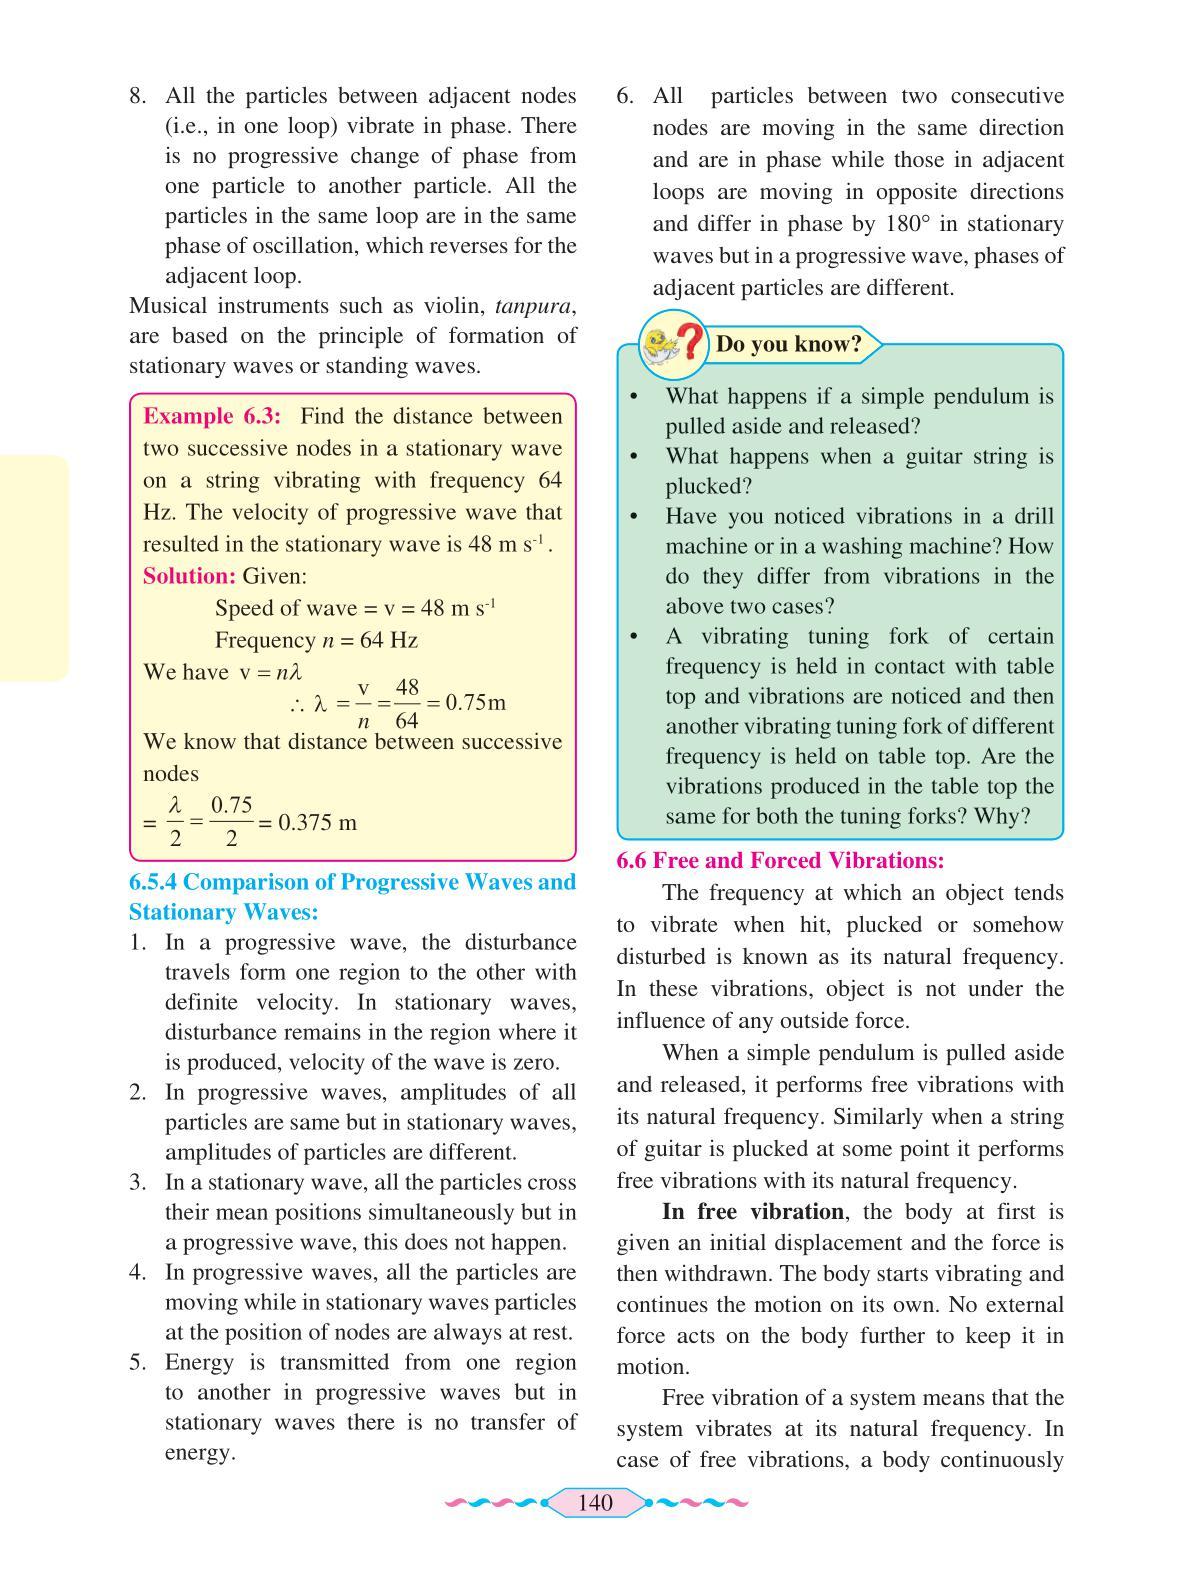 8. All the particles between adjacent nodes
(i.e., in one loop) vibrate in phase. There
is no progressive change of phase from
one particle to another particle. All the
particles in the same loop are in the same
phase of oscillation, which reverses for the
adjacent loop.
Musical instruments such as violin, tanpura,
are based on the principle of formation of
stationary waves or standing waves.
Example 6.3: Find the distance between
two successive nodes in a stationary wave
on a string vibrating with frequency 64
Hz. The velocity of progressive wave that
resulted in the stationary wave is 48 m s⁻¹ .
Solution: Given:
Speed of wave = v = 48 m s⁻¹
Frequency n = 64 Hz
We have v = nλ
∴ λ = v/n = 48/64 = 0.75m
We know that distance between successive
nodes
= λ/2 = 0.75/2 = 0.375 m
6.5.4 Comparison of Progressive Waves and
Stationary Waves:
1. In a progressive wave, the disturbance
travels form one region to the other with
definite velocity. In stationary waves,
disturbance remains in the region where it
is produced, velocity of the wave is zero.
2. In progressive waves, amplitudes of all
particles are same but in stationary waves,
amplitudes of particles are different.
3. In a stationary wave, all the particles cross
their mean positions simultaneously but in
a progressive wave, this does not happen.
4. In progressive waves, all the particles are
moving while in stationary waves particles
at the position of nodes are always at rest.
5. Energy is transmitted from one region
to another in progressive waves but in
stationary waves there is no transfer of
energy.
6. All particles between two consecutive
nodes are moving in the same direction
and are in phase while those in adjacent
loops are moving in opposite directions
and differ in phase by 180° in stationary
waves but in a progressive wave, phases of
adjacent particles are different.
? Do you know?
• What happens if a simple pendulum is
pulled aside and released?
• What happens when a guitar string is
plucked?
• Have you noticed vibrations in a drill
machine or in a washing machine? How
do they differ from vibrations in the
above two cases?
• A vibrating tuning fork of certain
frequency is held in contact with table
top and vibrations are noticed and then
another vibrating tuning fork of different
frequency is held on table top. Are the
vibrations produced in the table top the
same for both the tuning forks? Why?
6.6 Free and Forced Vibrations:
The frequency at which an object tends
to vibrate when hit, plucked or somehow
disturbed is known as its natural frequency.
In these vibrations, object is not under the
influence of any outside force.
When a simple pendulum is pulled aside
and released, it performs free vibrations with
its natural frequency. Similarly when a string
of guitar is plucked at some point it performs
free vibrations with its natural frequency.
In free vibration, the body at first is
given an initial displacement and the force is
then withdrawn. The body starts vibrating and
continues the motion on its own. No external
force acts on the body further to keep it in
motion.
Free vibration of a system means that the
system vibrates at its natural frequency. In
case of free vibrations, a body continuously
140